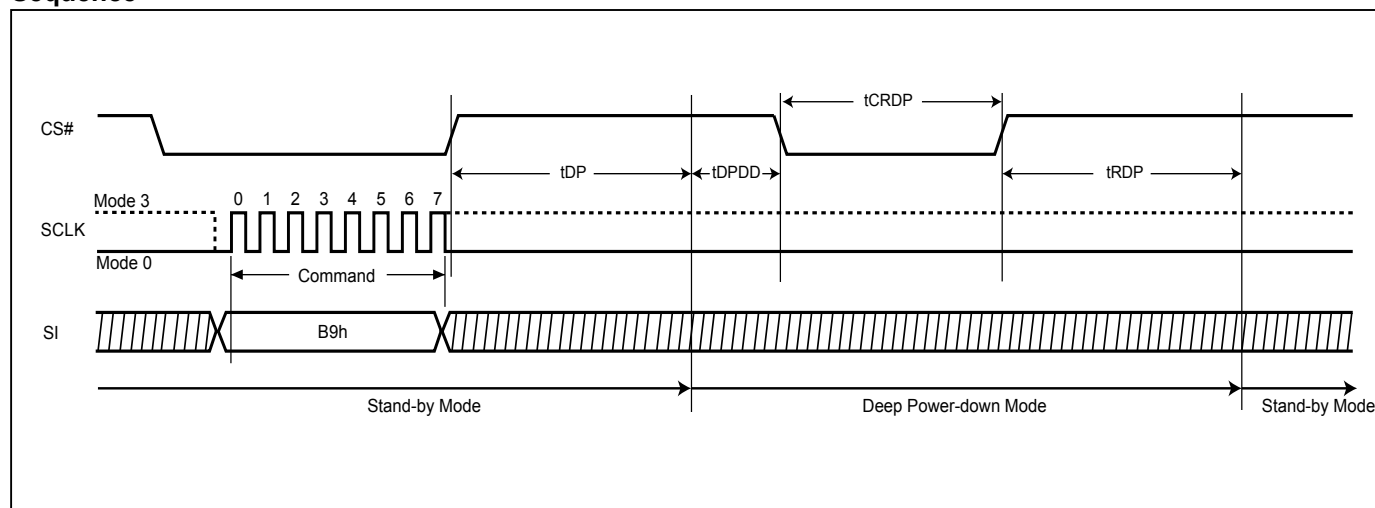 Sequence
tCRDP
CS#
tDP
tDPDD
tRDP
Mode 3
0 1 2 3 4 5 6 7
SCLK
Mode 0
Command
SI
B9h
Stand-by Mode
Deep Power-down Mode
Stand-by Mode